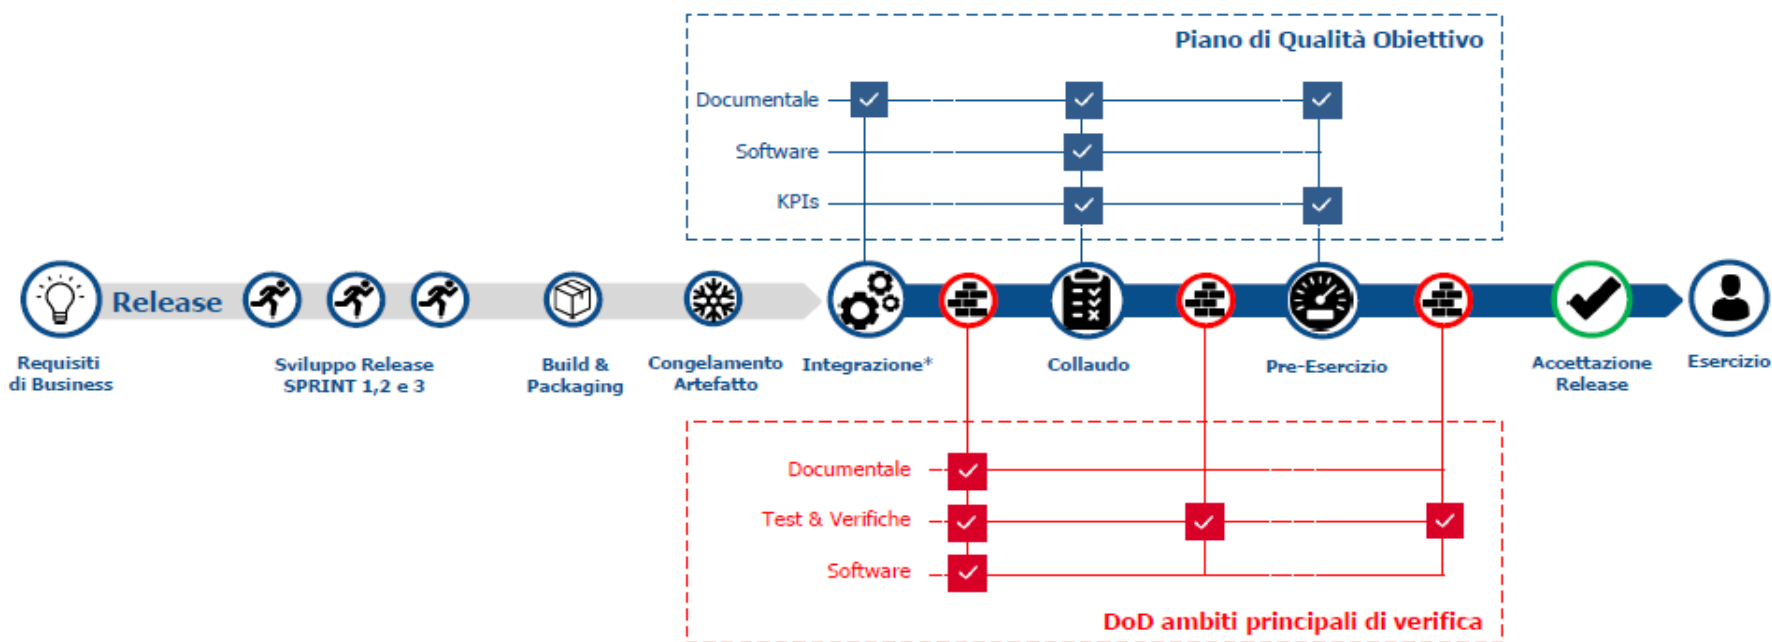 Piano di Qualità Obiettivo
Documentale
Software
KPIs
Release
Requisiti
di Business
Sviluppo Release
SPRINT 1,2 e 3
Build &
Packaging
Congelamento
Artefatto
Integrazione*
Collaudo
Pre-Esercizio
Accettazione
Release
Esercizio
Documentale
Test & Verifiche
Software
DoD ambiti principali di verifica